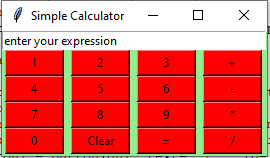 Simple Calculator
enter your expression
1 2 3 +
4 5 6 -
7 8 9 *
0 Clear = /